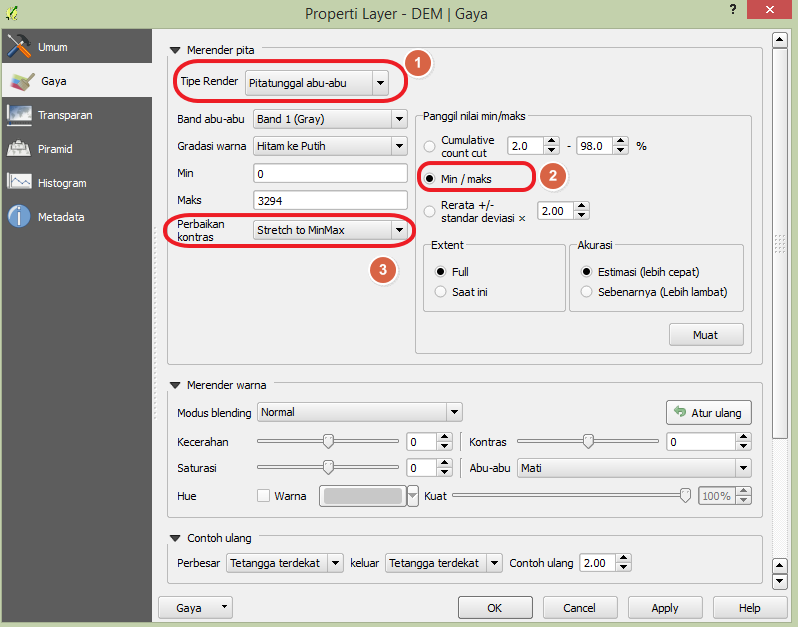 Properti Layer - DEM | Gaya
?
Umum
Gaya
Transparan
Piramid
Histogram
Metadata
Merender pita
1
Tipe Render Pitatunggal abu-abu
Band abu-abu Band 1 (Gray)
Gradasi warna Hitam ke Putih
Min 0
Maks 3294
Perbaikan
kontras
Stretch to MinMax
3
Panggil nilai min/maks
Cumulative
count cut
2.0 - 98.0 %
Min / maks
2
Rerata +/-
standar deviasi ×
2.00
Extent
Full
Saat ini
Akurasi
Estimasi (lebih cepat)
Sebenarnya (Lebih lambat)
Muat
Merender warna
Modus blending Normal Atur ulang
Kecerahan 0 Kontras 0
Saturasi 0 Abu-abu Mati
Hue Warna Kuat 100%
Contoh ulang
Perbesar Tetangga terdekat keluar Tetangga terdekat Contoh ulang 2.00
Gaya OK Cancel Apply Help